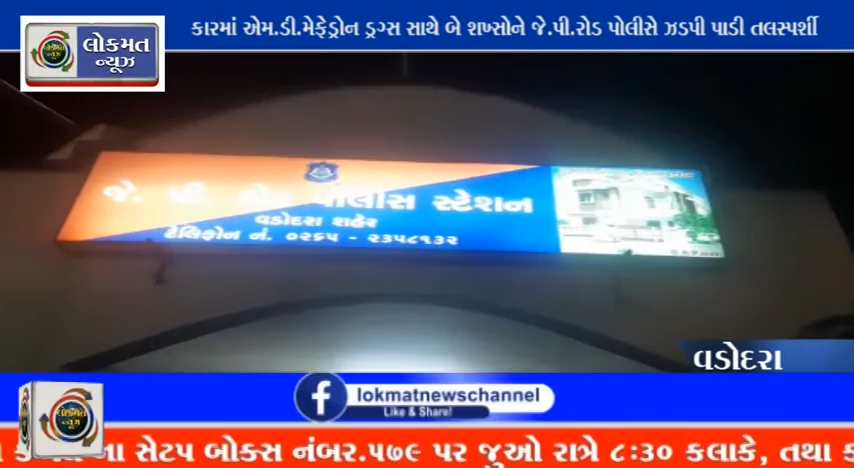 કારમાં એમ.ડી.મેફેડ્રોન ડ્રગ્સ સાથે બે શખ્સોને જે.પી.રોડ પોલીસે ઝડપી પાડી તલસ્પર્શી
લોકમત
ન્યૂઝ
જે. પી. રોડ પોલીસ સ્ટેશન
વડોદરા શહેર
ટેલિફોન નં. ૦૨૬૫ - ૨૩૫૮૧૩૨
વડોદરા
lokmatnewschannel
Like & Share!
સેટપ બોક્સ નંબર.૫૭૯ પર જુઓ રાત્રે ૮:૩૦ કલાકે, તથા